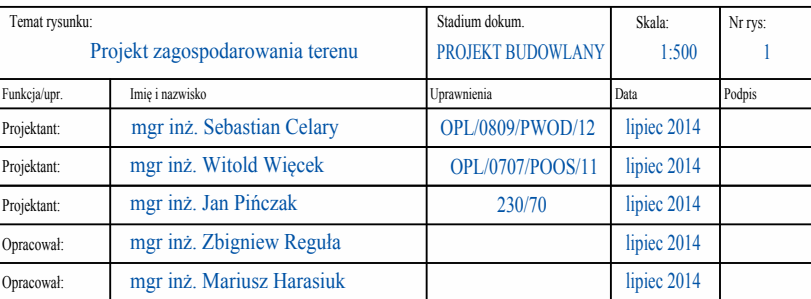 Temat rysunku: Stadium dokum. Skala: Nr rys:
Projekt zagospodarowania terenu PROJEKT BUDOWLANY 1:500 1
Funkcja/upr. Imię i nazwisko Uprawnienia Data Podpis
Projektant: mgr inż. Sebastian Celary OPL/0809/PWOD/12 lipiec 2014
Projektant: mgr inż. Witold Więcek OPL/0707/POOS/11 lipiec 2014
Projektant: mgr inż. Jan Pińczak 230/70 lipiec 2014
Opracował: mgr inż. Zbigniew Reguła lipiec 2014
Opracował: mgr inż. Mariusz Harasiuk lipiec 2014